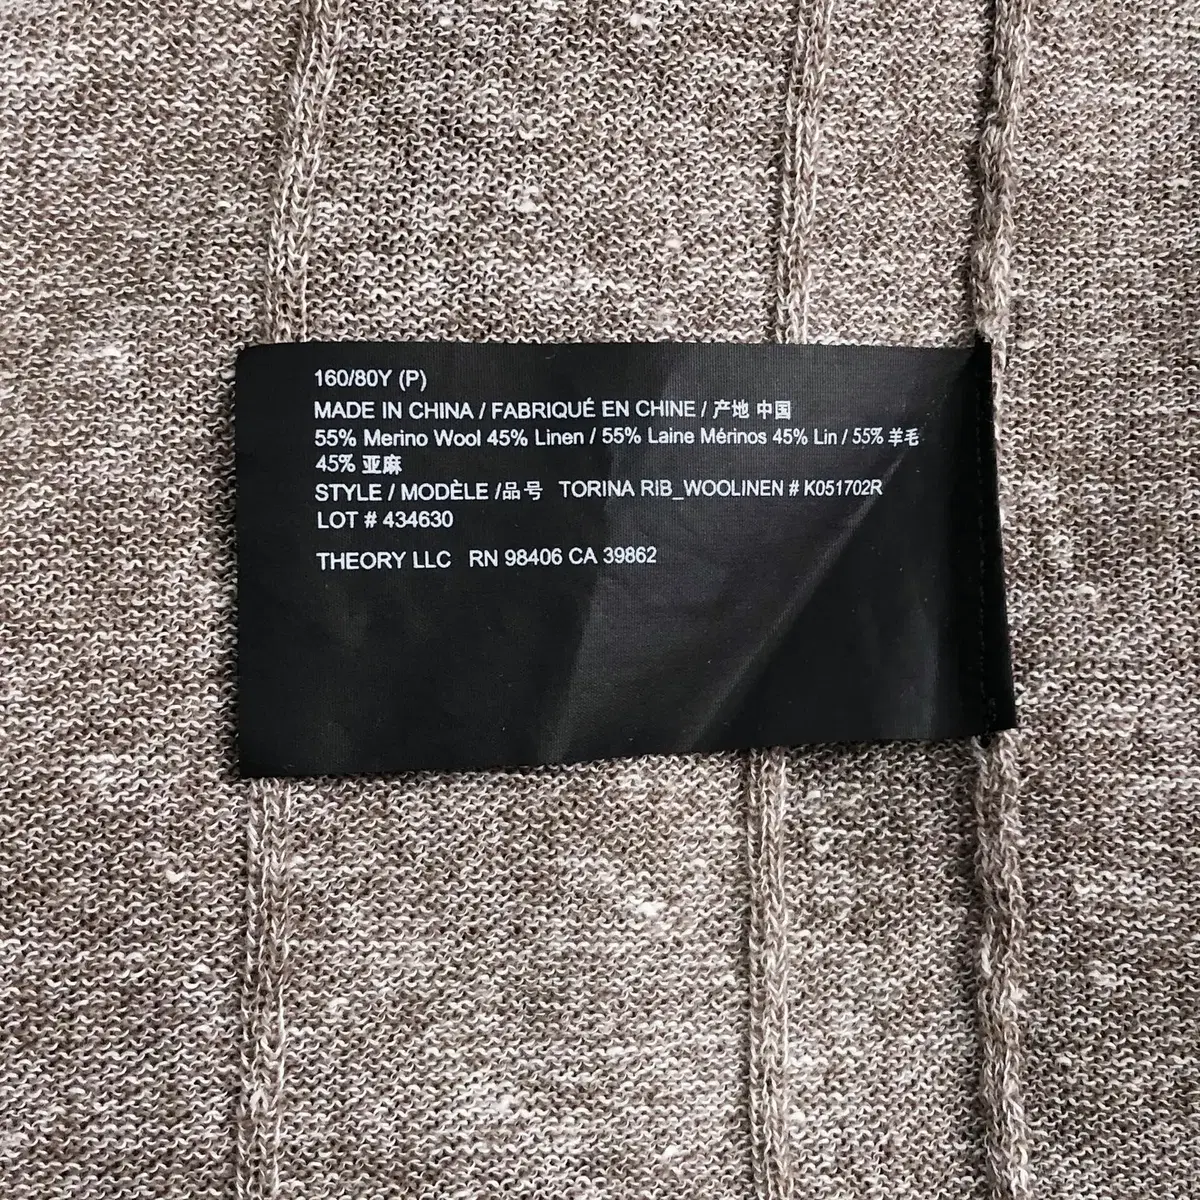 160/80Y (P)
MADE IN CHINA / FABRIQUÉ EN CHINE / 产地 中国
55% Merino Wool 45% Linen / 55% Laine Mérinos 45% Lin / 55% 羊毛
45% 亚麻
STYLE / MODÈLE /品号 TORINA RIB_WOOLINEN # K051702R
LOT # 434630
THEORY LLC RN 98406 CA 39862